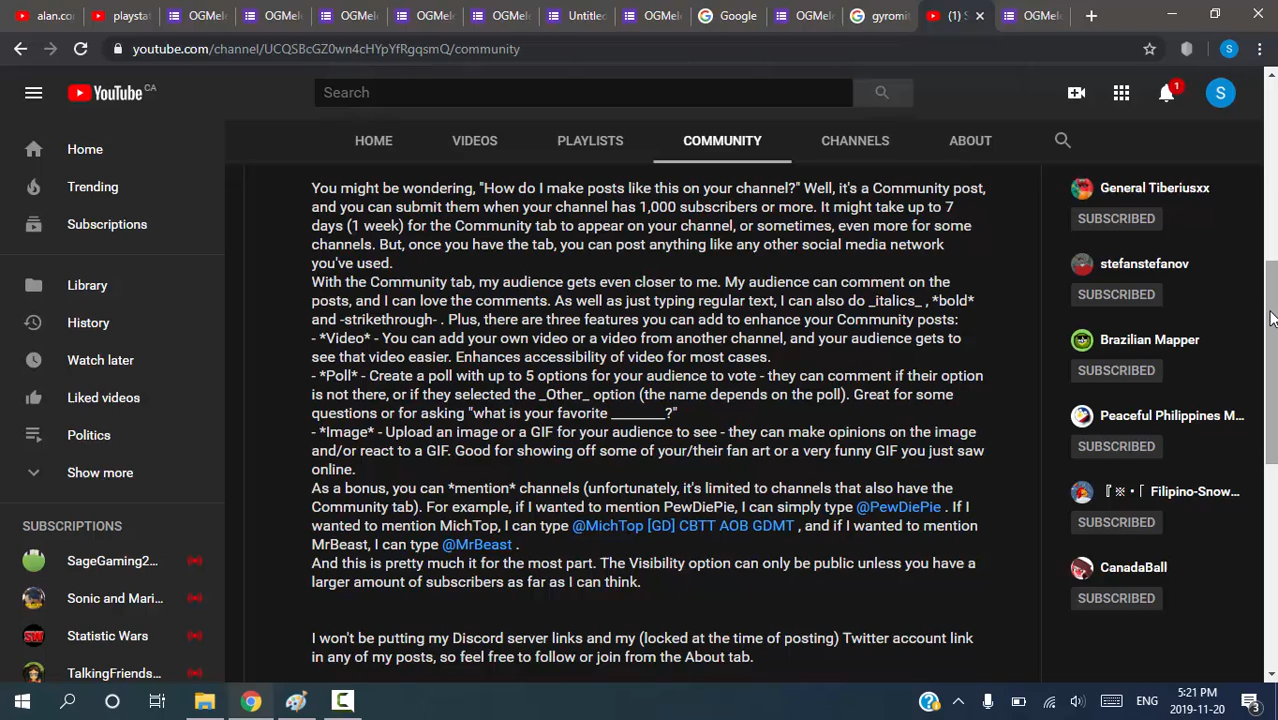 alan.co
playstat
OGMel
OGMel
OGMel
OGMel
OGMel
Untitle
OGMel
Google
OGMel
gyromit
(1) S
OGMel
youtube.com/channel/UCQSBcGZ0wn4cHYpYfRgqsmQ/community
S
YouTube CA
Search
1
S
HOME VIDEOS PLAYLISTS COMMUNITY CHANNELS ABOUT
Home
Trending
Subscriptions
Library
History
Watch later
Liked videos
Politics
Show more
SUBSCRIPTIONS
SageGaming2...
Sonic and Mari...
SW
Statistic Wars
TalkingFriends...
You might be wondering, "How do I make posts like this on your channel?" Well, it's a Community post,
and you can submit them when your channel has 1,000 subscribers or more. It might take up to 7
days (1 week) for the Community tab to appear on your channel, or sometimes, even more for some
channels. But, once you have the tab, you can post anything like any other social media network
you've used.
With the Community tab, my audience gets even closer to me. My audience can comment on the
posts, and I can love the comments. As well as just typing regular text, I can also do _italics_ , *bold*
and -strikethrough- . Plus, there are three features you can add to enhance your Community posts:
- *Video* - You can add your own video or a video from another channel, and your audience gets to
see that video easier. Enhances accessibility of video for most cases.
- *Poll* - Create a poll with up to 5 options for your audience to vote - they can comment if their option
is not there, or if they selected the _Other_ option (the name depends on the poll). Great for some
questions or for asking "what is your favorite ________?"
- *Image* - Upload an image or a GIF for your audience to see - they can make opinions on the image
and/or react to a GIF. Good for showing off some of your/their fan art or a very funny GIF you just saw
online.
As a bonus, you can *mention* channels (unfortunately, it's limited to channels that also have the
Community tab). For example, if I wanted to mention PewDiePie, I can simply type @PewDiePie . If I
wanted to mention MichTop, I can type @MichTop [GD] CBTT AOB GDMT , and if I wanted to mention
MrBeast, I can type @MrBeast .
And this is pretty much it for the most part. The Visibility option can only be public unless you have a
larger amount of subscribers as far as I can think.
I won't be putting my Discord server links and my (locked at the time of posting) Twitter account link
in any of my posts, so feel free to follow or join from the About tab.
General Tiberiusxx
SUBSCRIBED
stefanstefanov
SUBSCRIBED
Brazilian Mapper
SUBSCRIBED
Peaceful Philippines M...
SUBSCRIBED
『※・「 Filipino-Snow...
SUBSCRIBED
CanadaBall
SUBSCRIBED
ENG
5:21 PM
2019-11-20
3